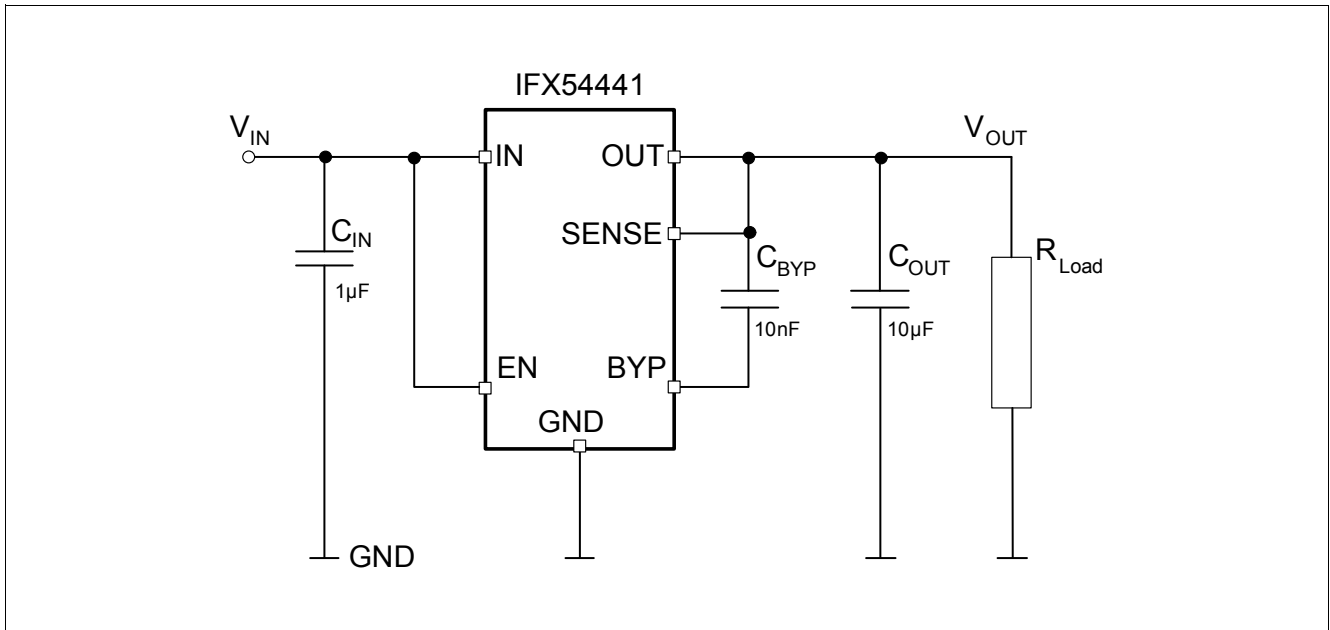 IFX54441
V_IN
V_OUT
IN
OUT
SENSE
C_IN
1µF
C_BYP
10nF
C_OUT
10µF
R_Load
EN
BYP
GND
GND